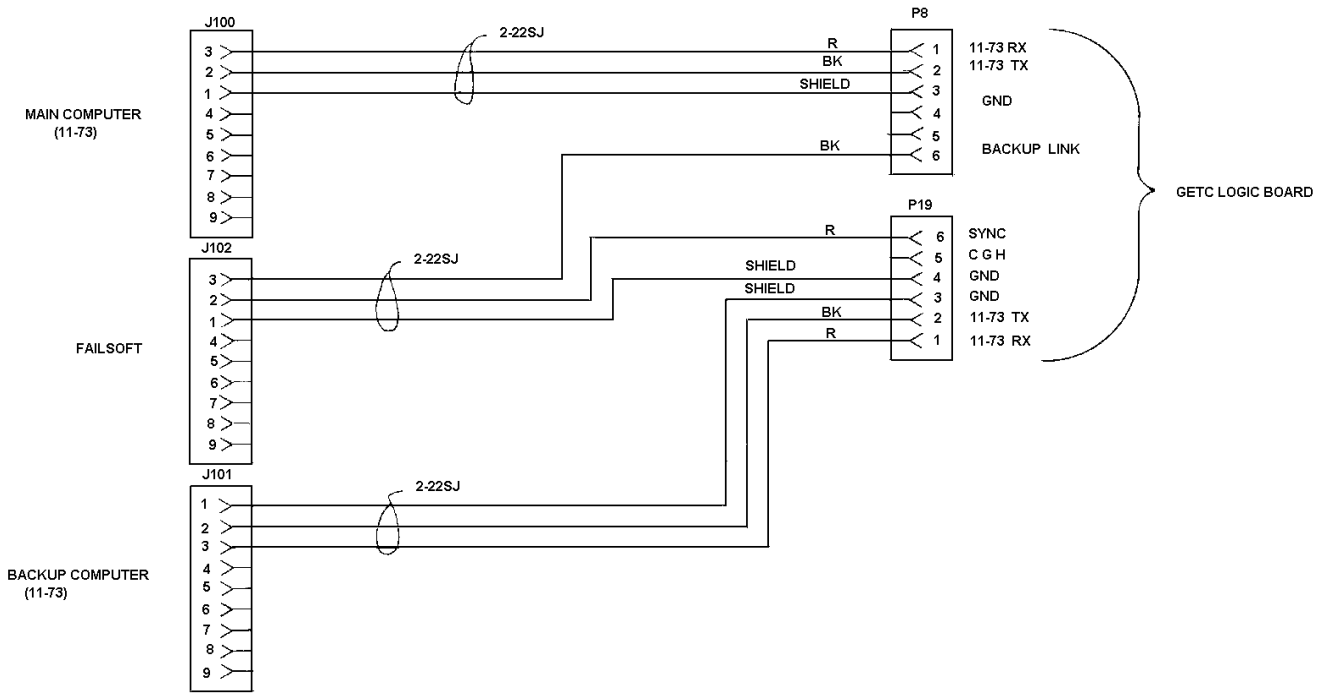 J100
3
2
1
4
5
6
7
8
9
MAIN COMPUTER
(11-73)
2-22SJ
R
BK
SHIELD
BK
P8
1 11-73 RX
2 11-73 TX
3
GND
4
5
6 BACKUP LINK
GETC LOGIC BOARD
J102
3
2
1
4
5
6
7
8
9
FAILSOFT
2-22SJ
R
SHIELD
SHIELD
BK
R
P19
6 SYNC
5 C G H
4 GND
3 GND
2 11-73 TX
1 11-73 RX
J101
1
2
3
4
5
6
7
8
9
BACKUP COMPUTER
(11-73)
2-22SJ